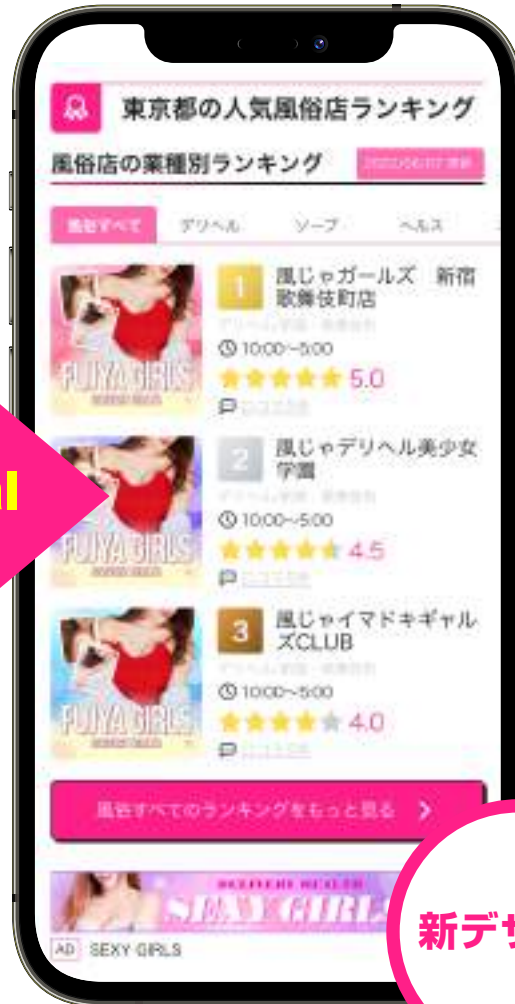 東京都の人気風俗店ランキング
風俗店の業種別ランキング
風俗すべて デリヘル ソープ ヘルス
1 風じゃガールズ 新宿
歌舞伎町店
10:00~5:00
5.0
FUJIYA GIRLS
2 風じゃデリヘル美少女
学園
10:00~5:00
4.5
FUJIYA GIRLS
3 風じゃイマドキギャル
ズCLUB
10:00~5:00
4.0
FUJIYA GIRLS
風俗すべてのランキングをもっと見る
SEXY GIRLS
AD SEXY GIRLS
新デザ